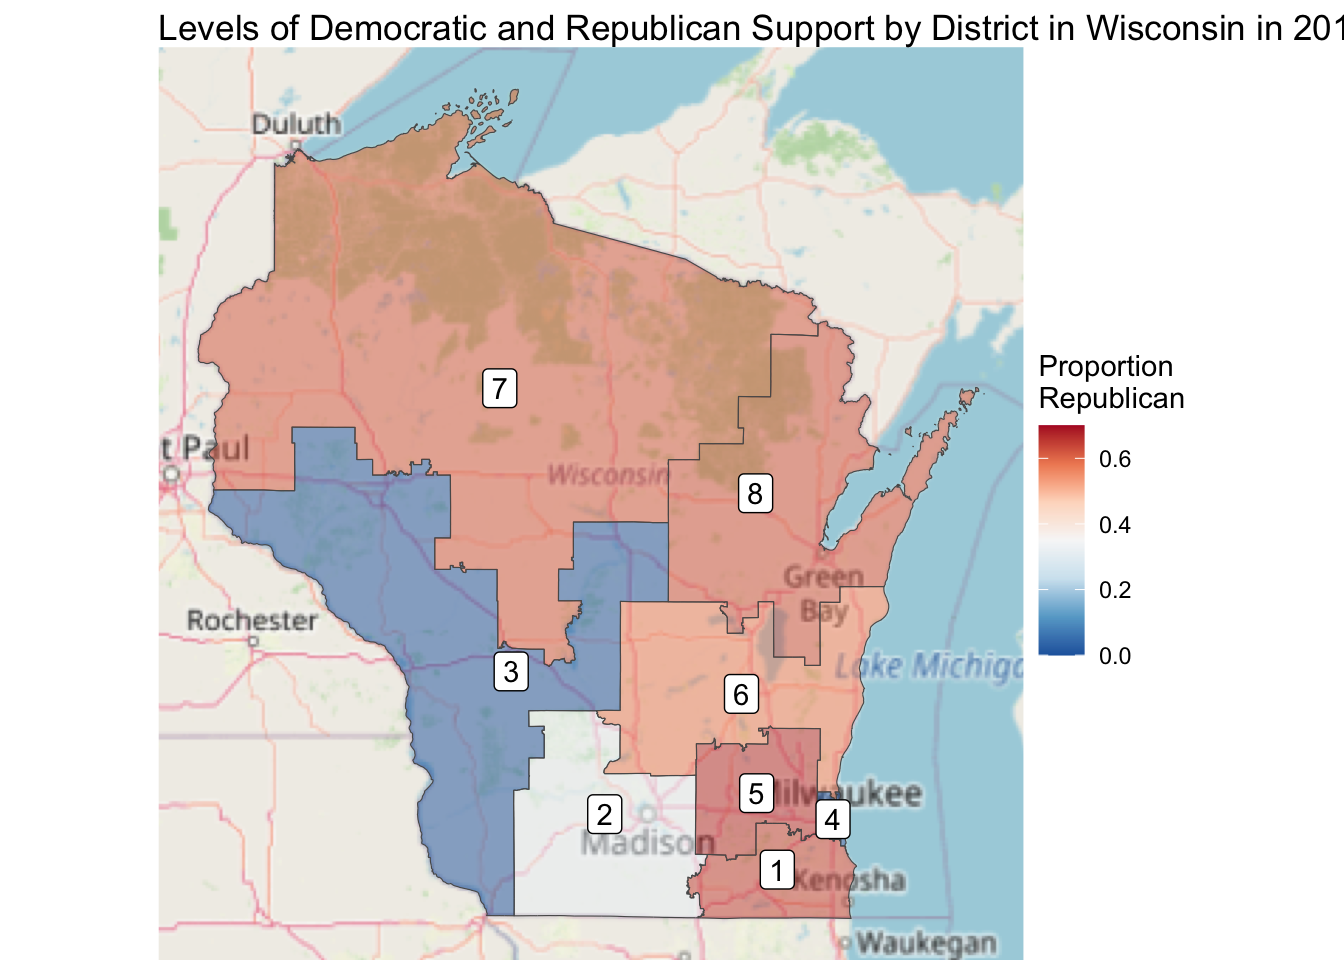 Levels of Democratic and Republican Support by District in Wisconsin in 201
Duluth
7
t Paul
Wisconsin
8
Green
Bay
Rochester
3
6
Lake Michiga
5
Milwaukee
2
4
Madison
1
Kenosha
Waukegan
Proportion
Republican
0.6
0.4
0.2
0.0